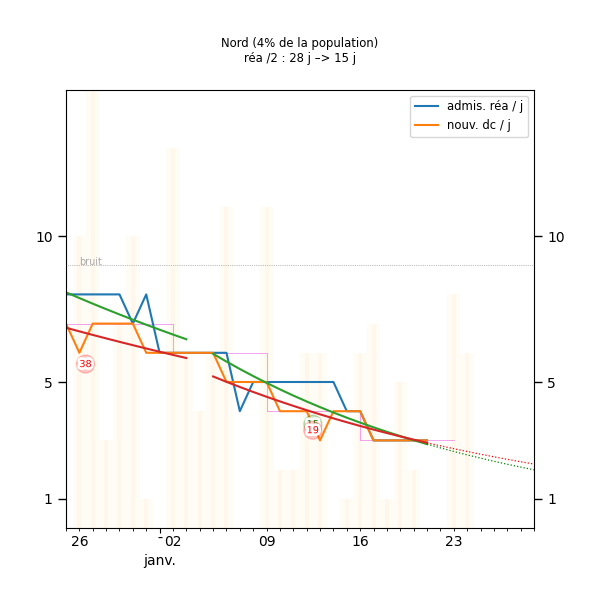 Nord (4% de la population)
réa /2 : 28 j –> 15 j
admis. réa / j
nouv. dc / j
10
10
bruit
5
5
38
19
1
1
26
02
09
16
23
janv.